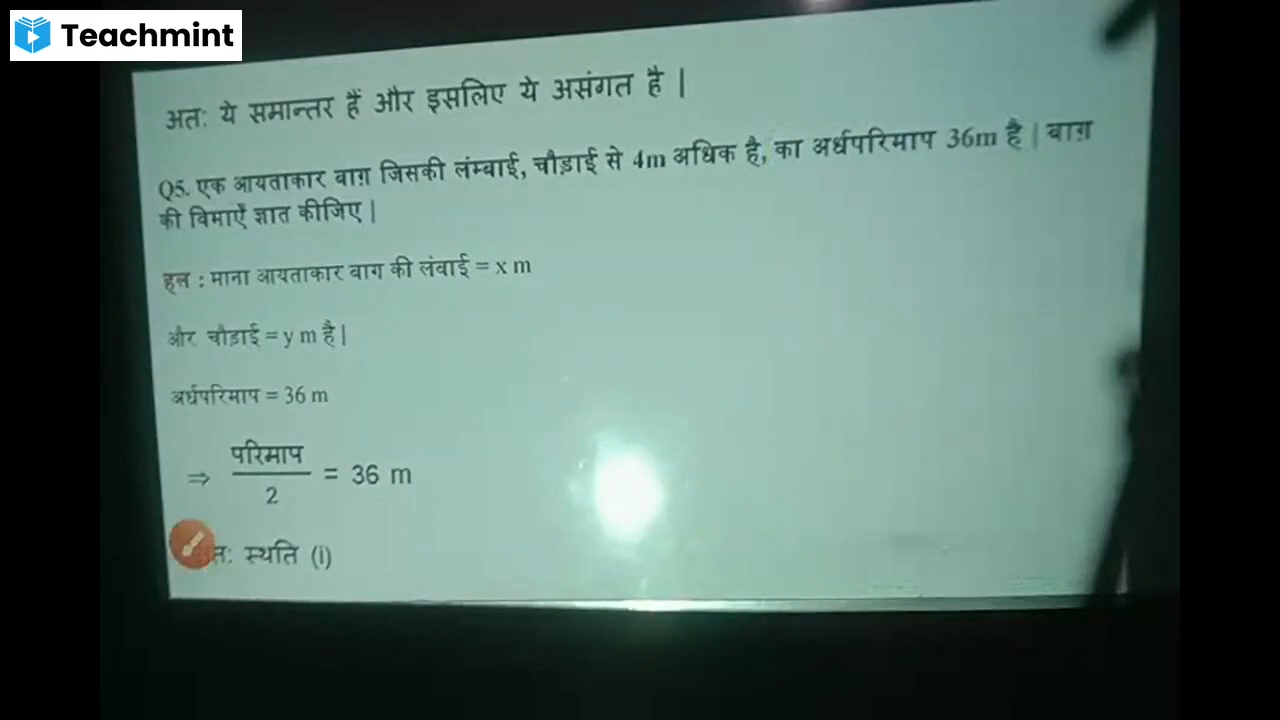 Teachmint
अतः ये समान्तर हैं और इसलिए ये असंगत है |
Q5. एक आयताकार बाग़ जिसकी लंम्बाई, चौड़ाई से 4m अधिक है, का अर्धपरिमाप 36m है | बाग़
की विमाएँ ज्ञात कीजिए |
हल : माना आयताकार बाग की लंबाई = x m
और चौड़ाई = y m है |
अर्धपरिमाप = 36 m
⇒ परिमाप
2
= 36 m
स्थति (i)